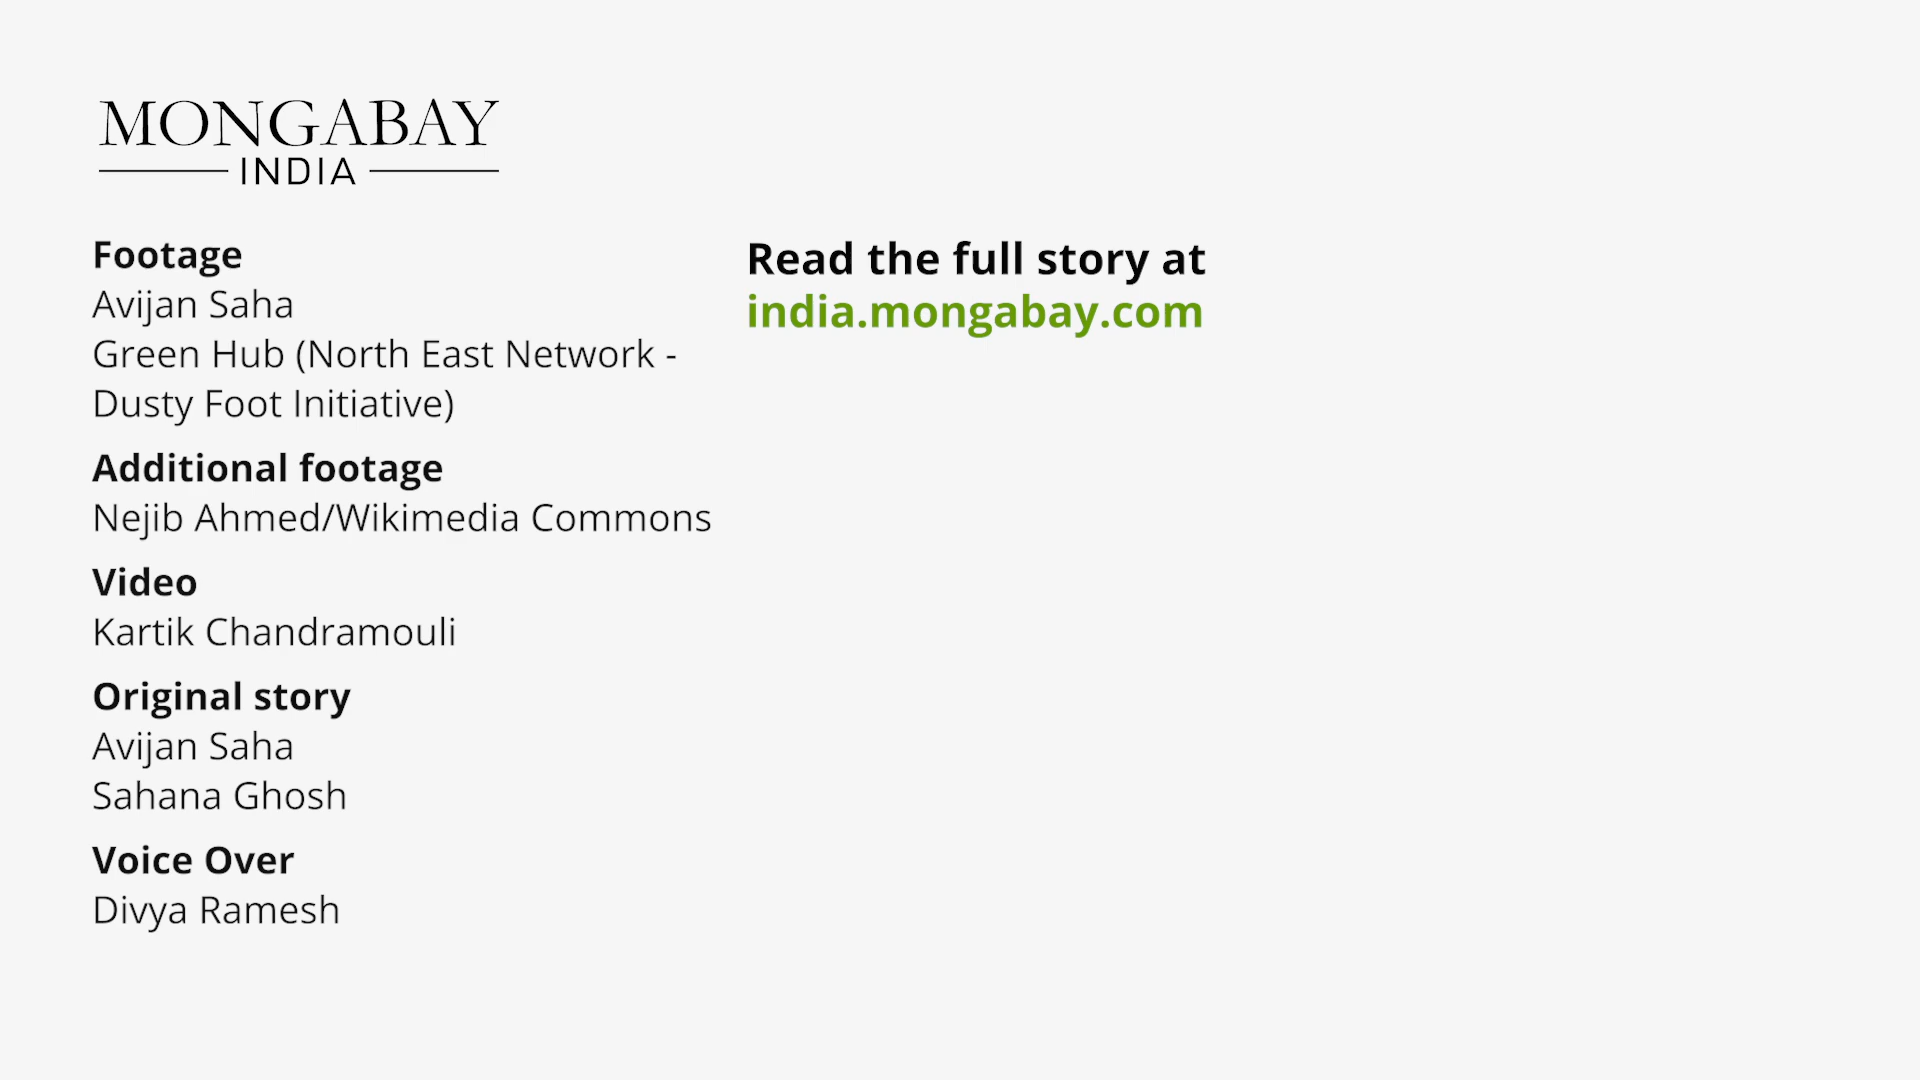 MONGABAY
INDIA
Footage
Avijan Saha
Green Hub (North East Network -
Dusty Foot Initiative)
Additional footage
Nejib Ahmed/Wikimedia Commons
Video
Kartik Chandramouli
Original story
Avijan Saha
Sahana Ghosh
Voice Over
Divya Ramesh
Read the full story at
india.mongabay.com